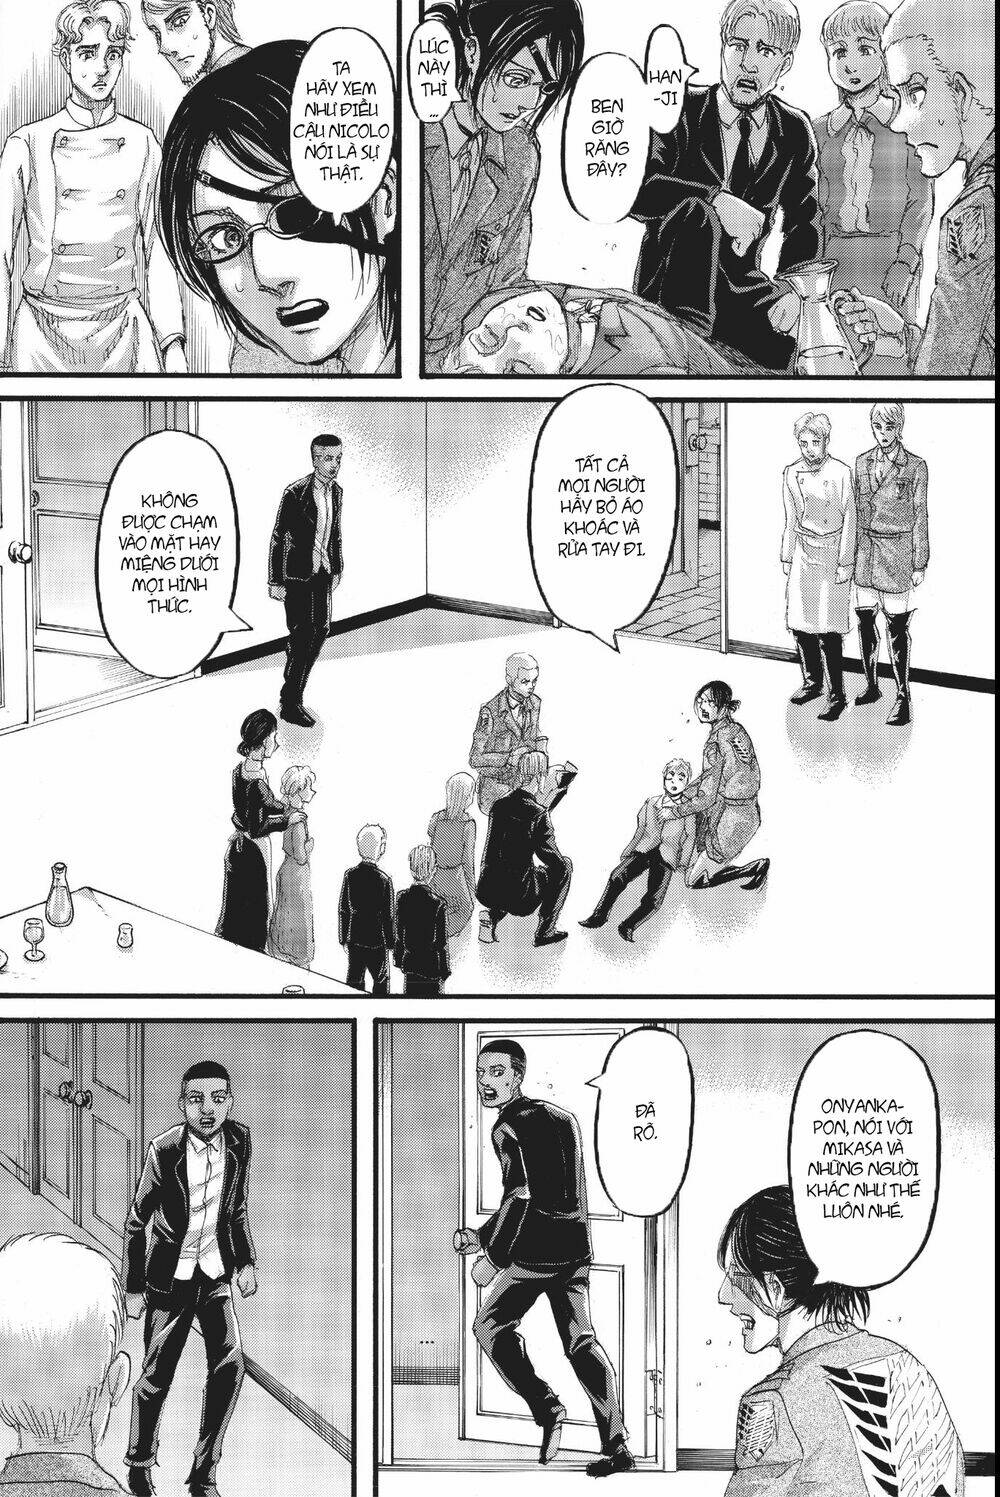 HAN
-JI
BEN
GIỜ
RĂNG
ĐÂY?
LÚC
NÀY THÌ
...
TA
HÃY XEM
NHƯ ĐIỀU
CẬU NICOLO
NÓI LÀ SỰ
THẬT.
TẤT CẢ
MỌI NGƯỜI
HÃY BỎ ÁO
KHOÁC VÀ
RỬA TAY ĐI.
KHÔNG
ĐƯỢC CHẠM
VÀO MẶT HAY
MIỆNG DƯỚI
MỌI HÌNH
THỨC.
ONYANKA-
PON, NÓI VỚI
MIKASA VÀ
NHỮNG NGƯỜI
KHÁC NHƯ THẾ
LUÔN NHÉ.
ĐÃ
RÕ.
...